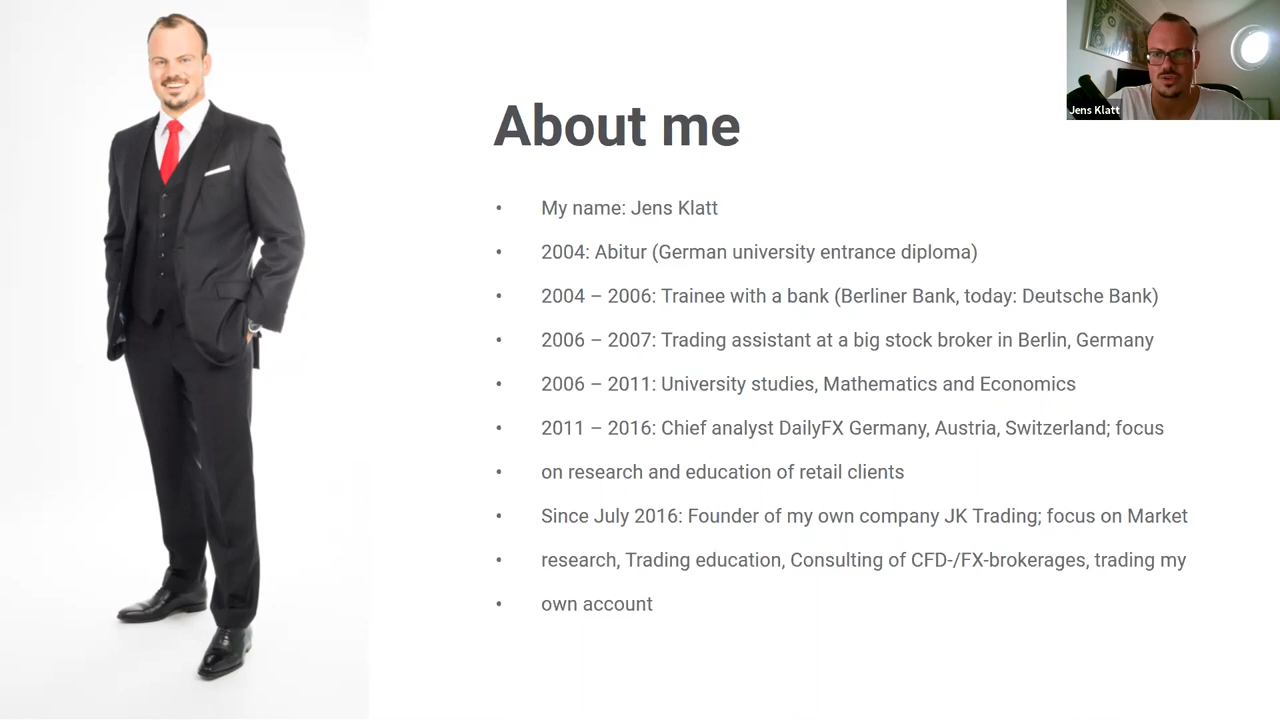 Jens Klatt
About me
• My name: Jens Klatt
• 2004: Abitur (German university entrance diploma)
• 2004 – 2006: Trainee with a bank (Berliner Bank, today: Deutsche Bank)
• 2006 – 2007: Trading assistant at a big stock broker in Berlin, Germany
• 2006 – 2011: University studies, Mathematics and Economics
• 2011 – 2016: Chief analyst DailyFX Germany, Austria, Switzerland; focus
• on research and education of retail clients
• Since July 2016: Founder of my own company JK Trading; focus on Market
• research, Trading education, Consulting of CFD-/FX-brokerages, trading my
• own account